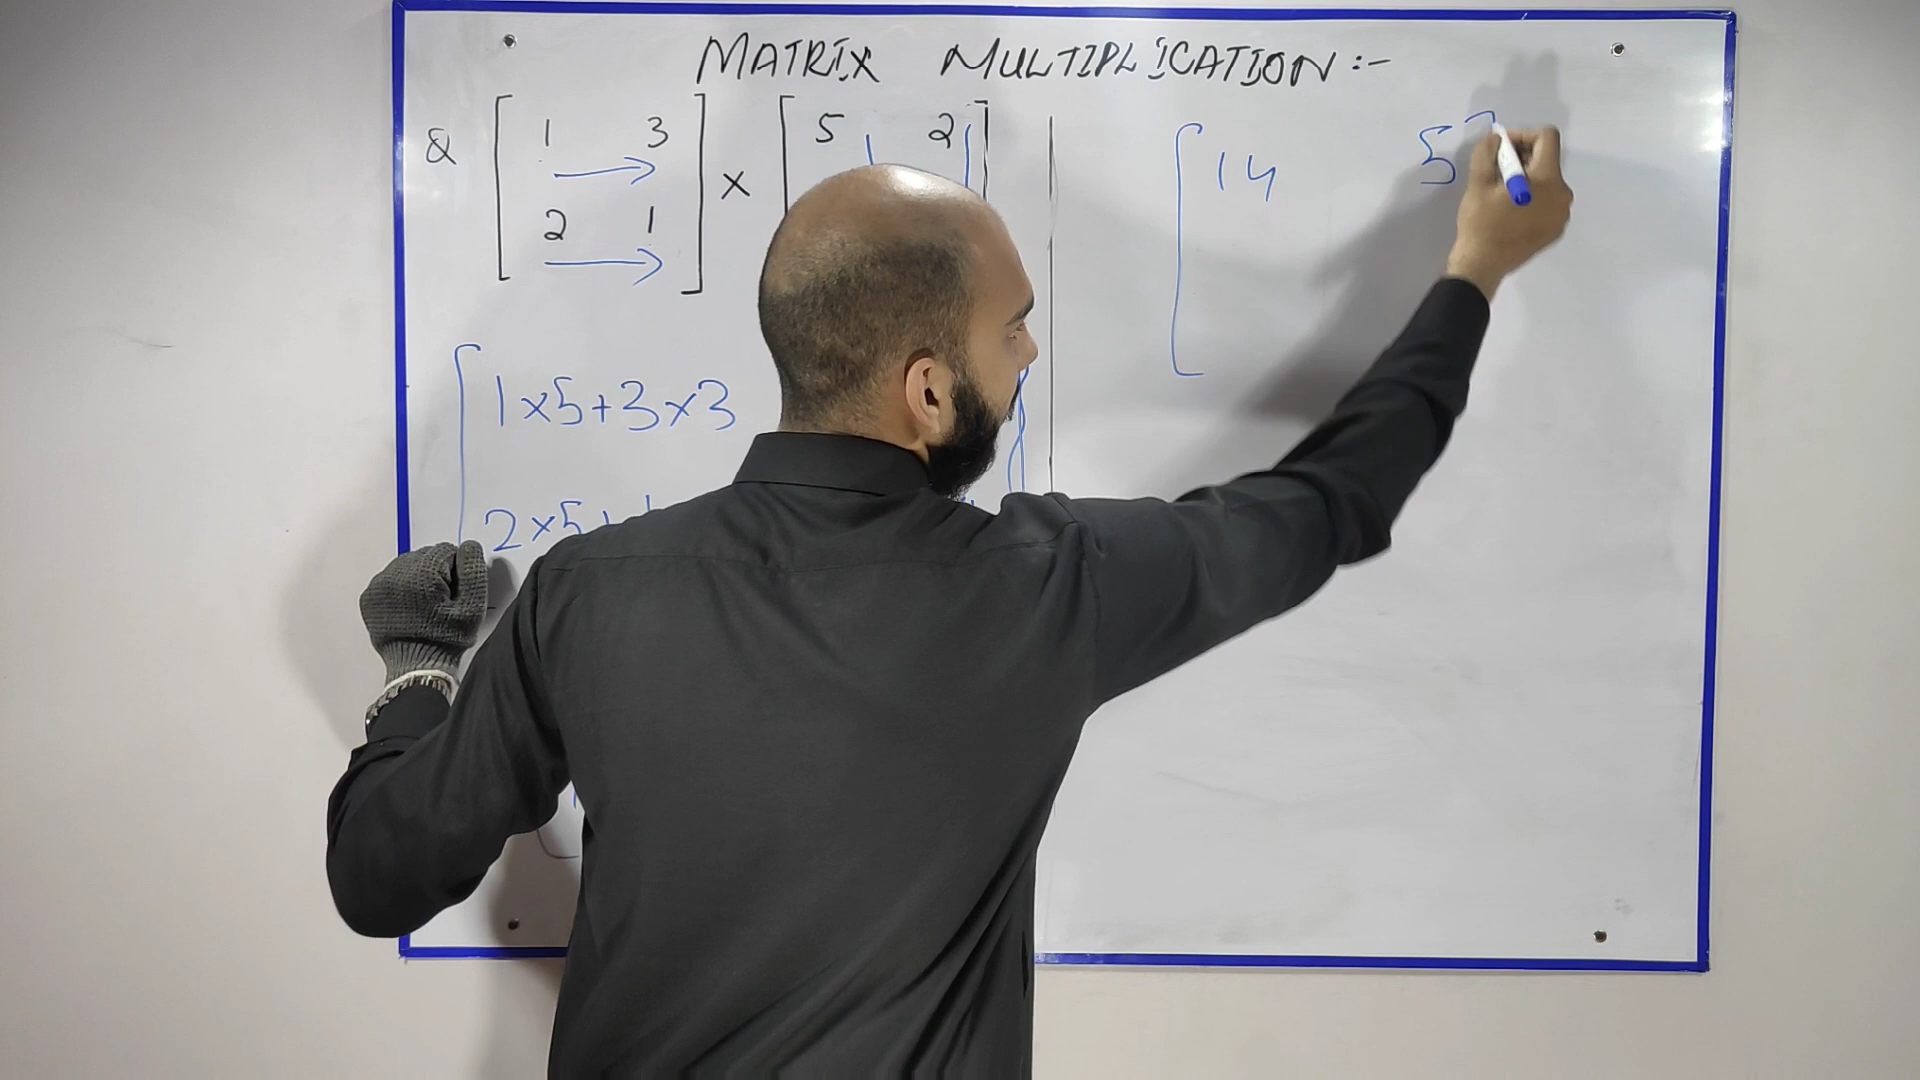 MATRIX MULTIPLICATION :-
Q [ 1 3 ] × [ 5 2 ]
2 1
[ 1×5+3×3
2×5+
[ 14 5